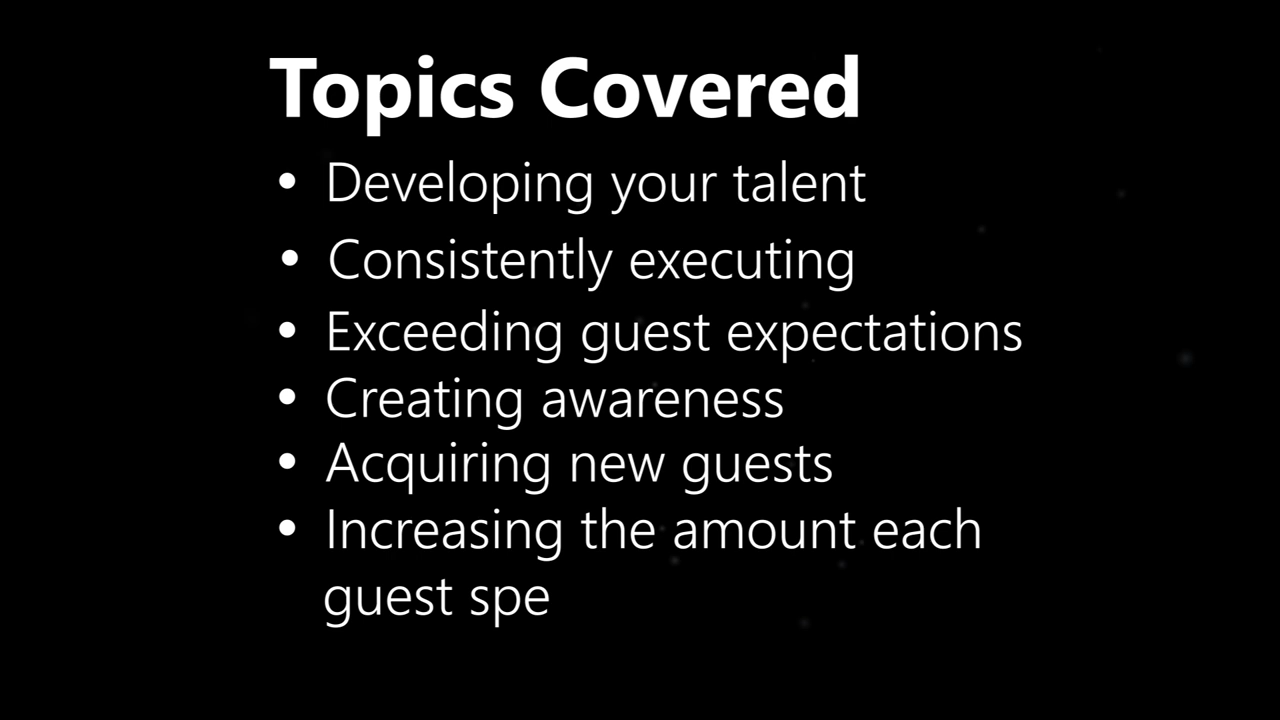 Topics Covered
• Developing your talent
• Consistently executing
• Exceeding guest expectations
• Creating awareness
• Acquiring new guests
• Increasing the amount each
guest spe